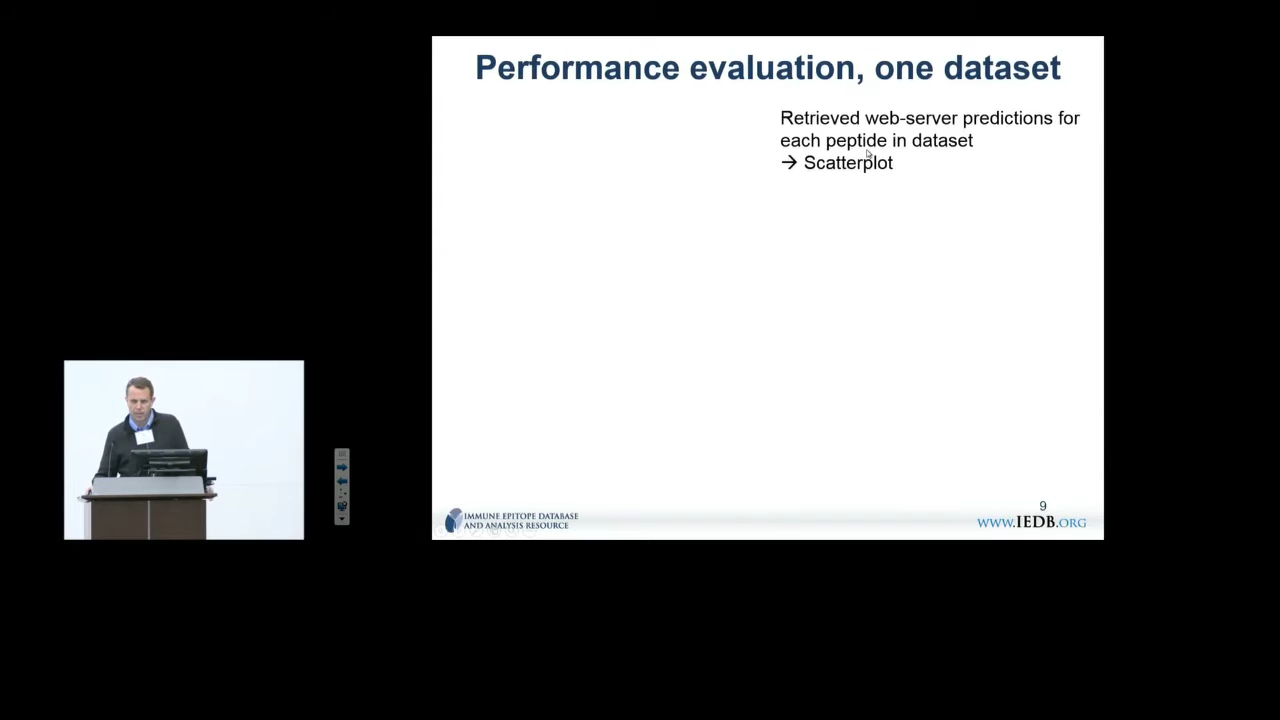 Performance evaluation, one dataset
Retrieved web-server predictions for
each peptide in dataset
→ Scatterplot
IMMUNE EPITOPE DATABASE
AND ANALYSIS RESOURCE
9
WWW.IEDB.ORG